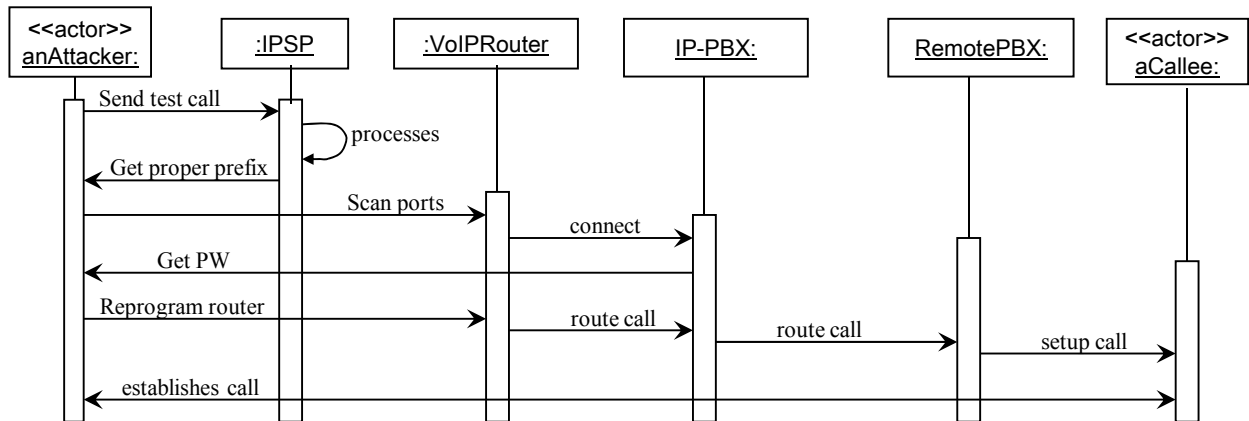 <<actor>>
anAttacker:
:IPSP
:VoIPRouter
IP-PBX:
RemotePBX:
<<actor>>
aCallee:
Send test call
processes
Get proper prefix
Scan ports
connect
Get PW
Reprogram router
route call
route call
setup call
establishes call